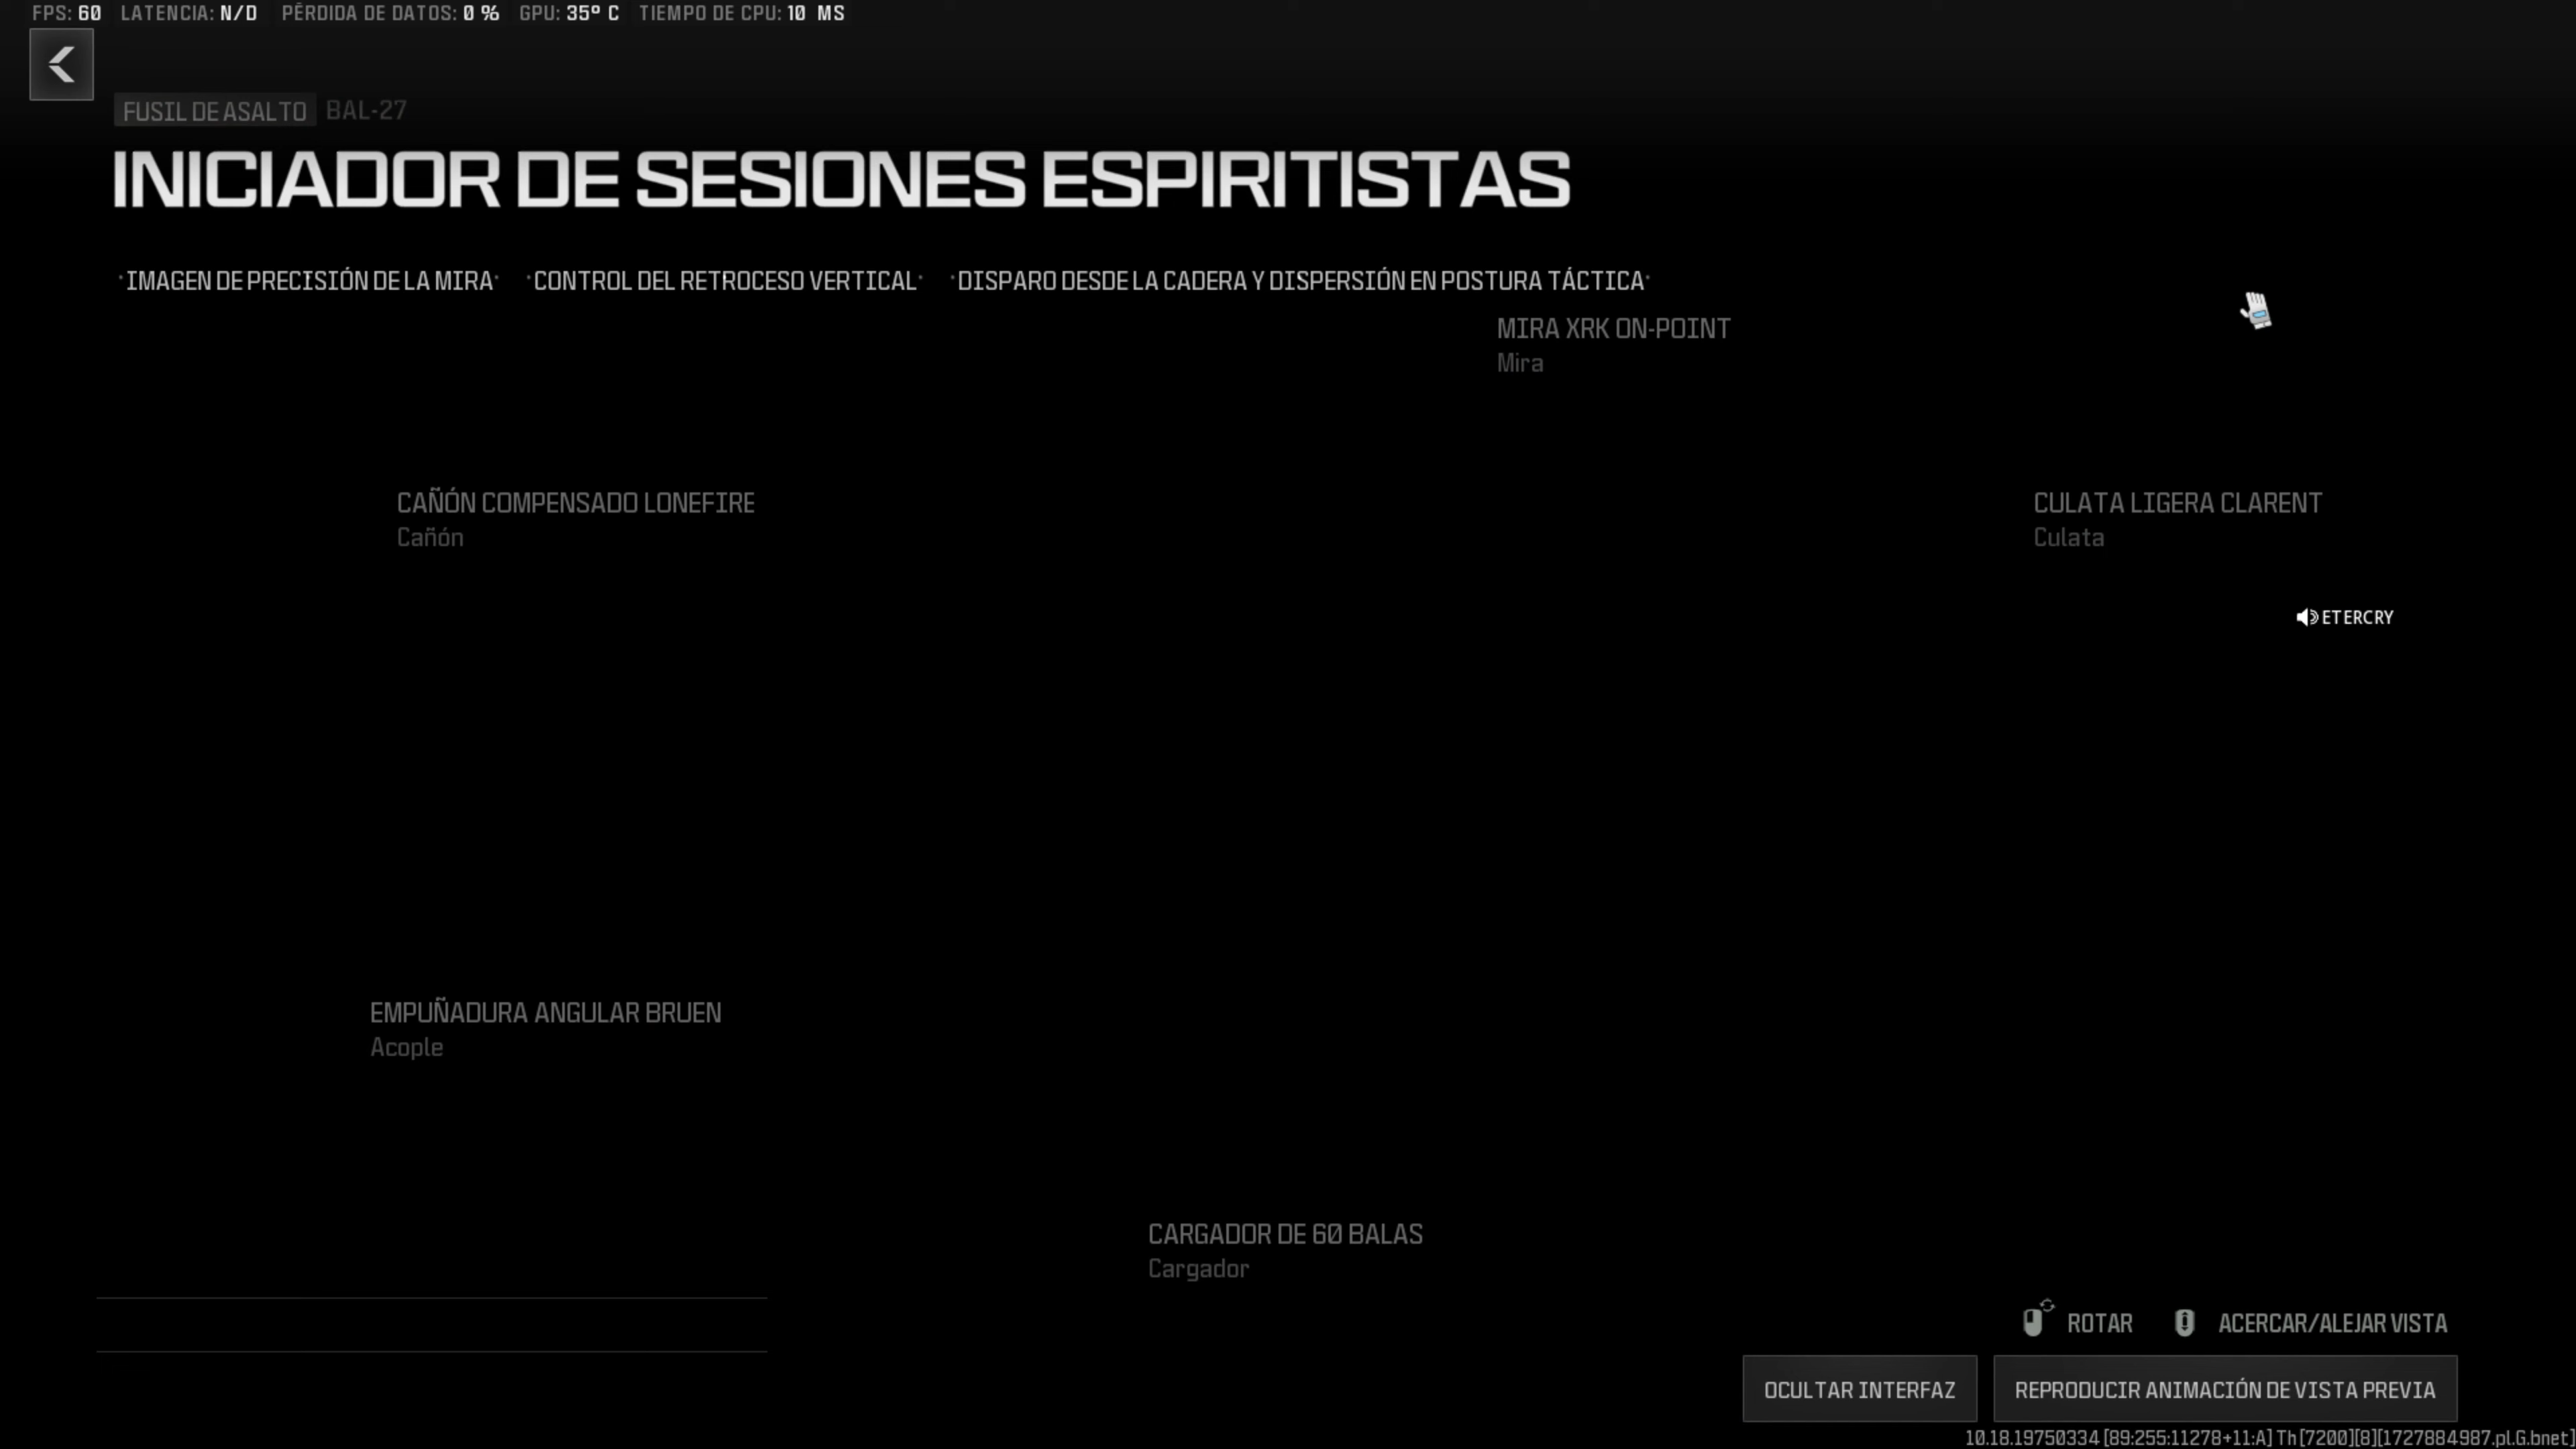 FPS: 60 LATENCIA: N/D PÉRDIDA DE DATOS: 0 % GPU: 35º C TIEMPO DE CPU: 10 MS
FUSIL DE ASALTO BAL-27
INICIADOR DE SESIONES ESPIRITISTAS
IMAGEN DE PRECISIÓN DE LA MIRA CONTROL DEL RETROCESO VERTICAL DISPARO DESDE LA CADERA Y DISPERSIÓN EN POSTURA TÁCTICA
MIRA XRK ON-POINT
Mira
CAÑÓN COMPENSADO LONEFIRE
Cañón
CULATA LIGERA CLARENT
Culata
ETERCRY
EMPUÑADURA ANGULAR BRUEN
Acople
CARGADOR DE 60 BALAS
Cargador
ROTAR ACERCAR/ALEJAR VISTA
OCULTAR INTERFAZ REPRODUCIR ANIMACIÓN DE VISTA PREVIA
10.18.19750334 [89:255:11278+11:A] Th [7200][8][1727884987.pl.G.bnet]